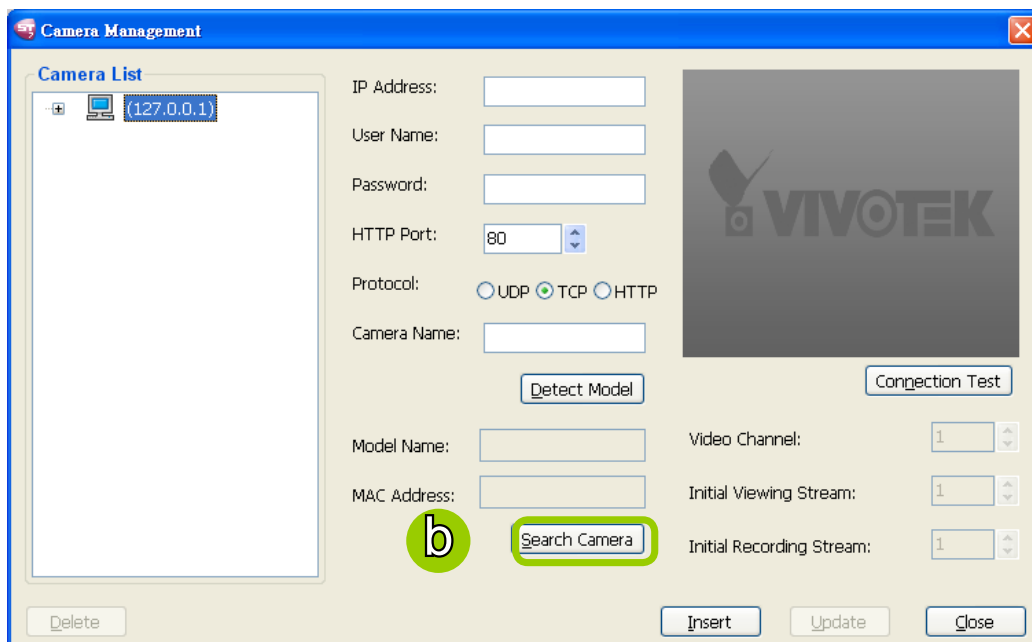 Camera Management
Camera List
(127.0.0.1)
IP Address:
User Name:
Password:
HTTP Port:
80
Protocol:
UDP TCP HTTP
Camera Name:
Detect Model
Model Name:
MAC Address:
b
Search Camera
VIVOTEK
Connection Test
Video Channel:
1
Initial Viewing Stream:
1
Initial Recording Stream:
1
Delete
Insert
Update
Close